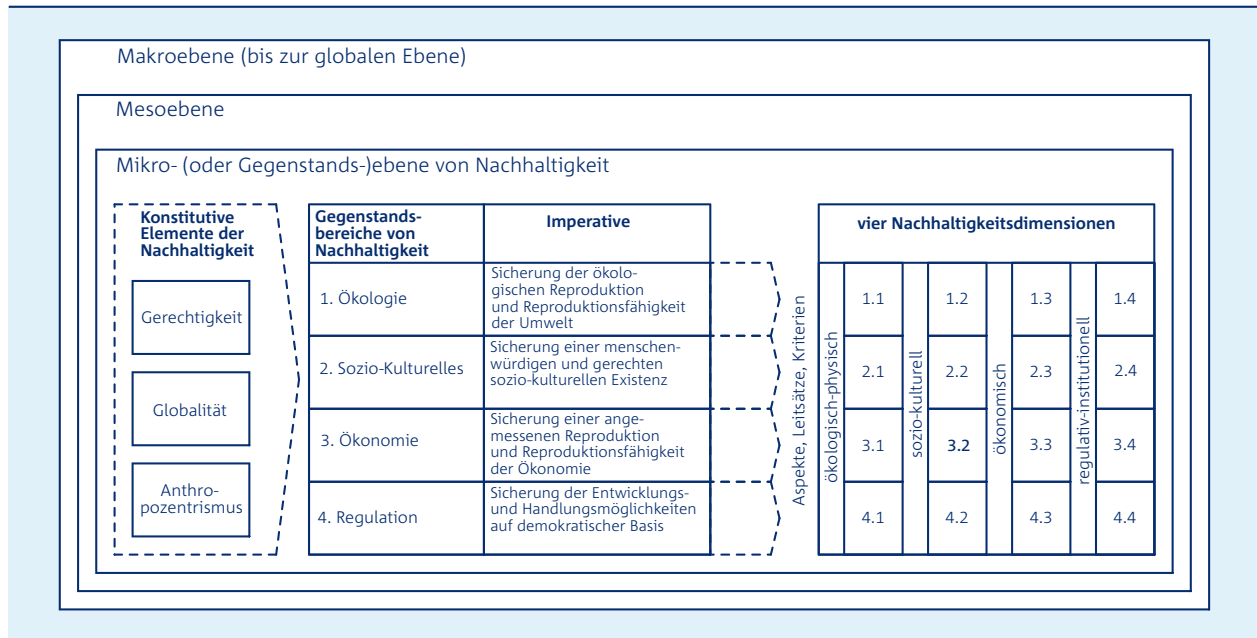 Makroebene (bis zur globalen Ebene)
Mesoebene
Mikro- (oder Gegenstands-)ebene von Nachhaltigkeit
Konstitutive
Elemente der
Nachhaltigkeit
Gerechtigkeit
Globalität
Anthro-
pozentrismus
Gegenstands-
bereiche von
Nachhaltigkeit
Imperative
1. Ökologie
Sicherung der ökolo-
gischen Reproduktion
und Reproduktionsfähigkeit
der Umwelt
2. Sozio-Kulturelles
Sicherung einer menschen-
würdigen und gerechten
sozio-kulturellen Existenz
3. Ökonomie
Sicherung einer ange-
messenen Reproduktion
und Reproduktionsfähigkeit
der Ökonomie
4. Regulation
Sicherung der Entwicklungs-
und Handlungsmöglichkeiten
auf demokratischer Basis
Aspekte, Leitsätze, Kriterien
vier Nachhaltigkeitsdimensionen
ökologisch-physisch
sozio-kulturell
ökonomisch
regulativ-institutionell
1.1 1.2 1.3 1.4
2.1 2.2 2.3 2.4
3.1 3.2 3.3 3.4
4.1 4.2 4.3 4.4